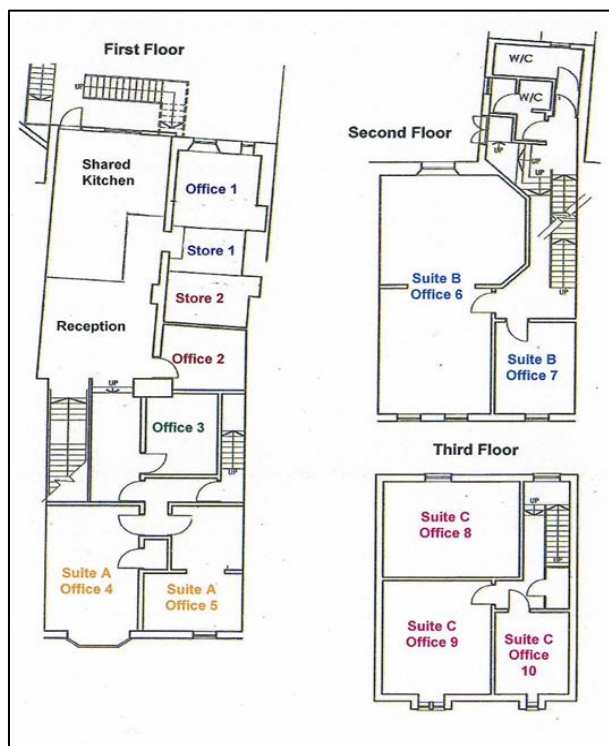 First Floor
UP
Shared
Kitchen
Office 1
Store 1
Store 2
Reception
Office 2
UP
Office 3
UP
Suite A
Office 4
Suite A
Office 5
W/C
W/C
Second Floor
UP
UP
UP
Suite B
Office 6
UP
Suite B
Office 7
Third Floor
UP
Suite C
Office 8
Suite C
Office 9
Suite C
Office
10